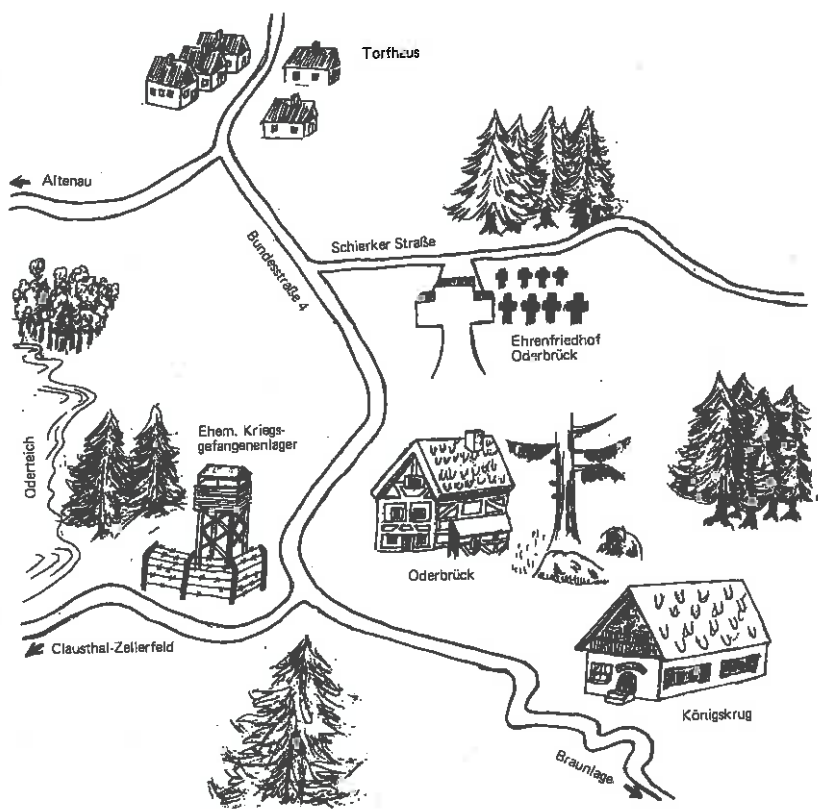 Torfhaus
Altenau
Schierker Straße
Bundesstraße 4
Ehrenfriedhof
Oderbrück
Oderteich
Ehem. Kriegs-
gefangenenlager
Oderbrück
Clausthal-Zellerfeld
Königskrug
Braunlage